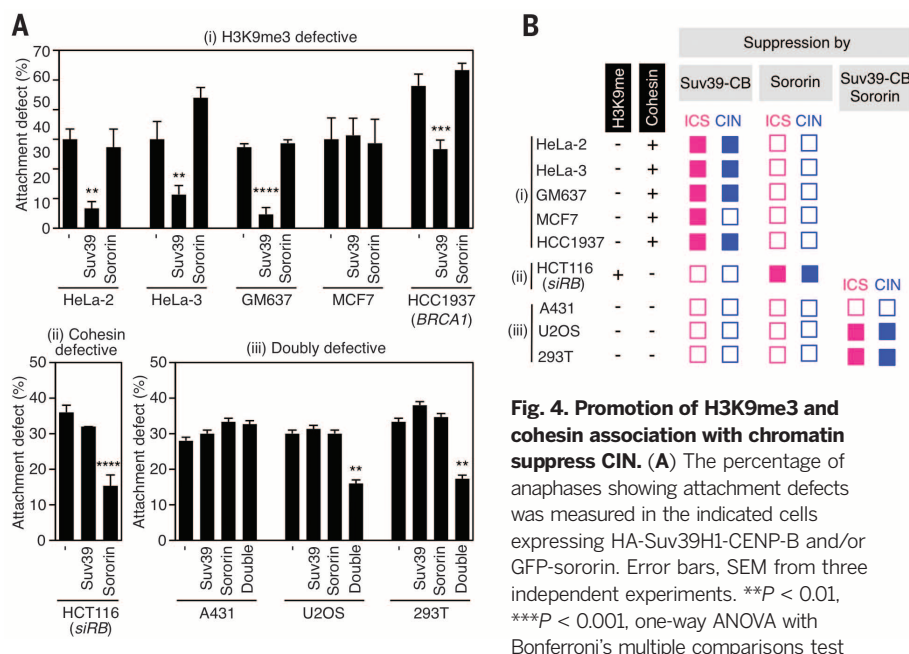 A
(i) H3K9me3 defective
Attachment defect (%)
70
60
50
40
30
20
10
0
** ** **** ***
- Suv39 Sororin - Suv39 Sororin - Suv39 Sororin - Suv39 Sororin - Suv39 Sororin
HeLa-2 HeLa-3 GM637 MCF7 HCC1937
(BRCA1)
(ii) Cohesin
defective
Attachment defect (%)
50
40
30
20
10
0
****
- Suv39 Sororin
HCT116
(siRB)
(iii) Doubly defective
Attachment defect (%)
50
40
30
20
10
0
** **
- Suv39 Sororin Double - Suv39 Sororin Double - Suv39 Sororin Double
A431 U2OS 293T
B
Suppression by
H3K9me Cohesin Suv39-CB Sororin Suv39-CB
Sororin
ICS CIN ICS CIN
HeLa-2 - +
HeLa-3 - +
(i) GM637 - +
MCF7 - +
HCC1937 - +
(ii) HCT116 + -
(siRB)
ICS CIN
A431 - -
(iii) U2OS - -
293T - -
Fig. 4. Promotion of H3K9me3 and
cohesin association with chromatin
suppress CIN. (A) The percentage of
anaphases showing attachment defects
was measured in the indicated cells
expressing HA-Suv39H1-CENP-B and/or
GFP-sororin. Error bars, SEM from three
independent experiments. **P < 0.01,
***P < 0.001, one-way ANOVA with
Bonferroni's multiple comparisons test